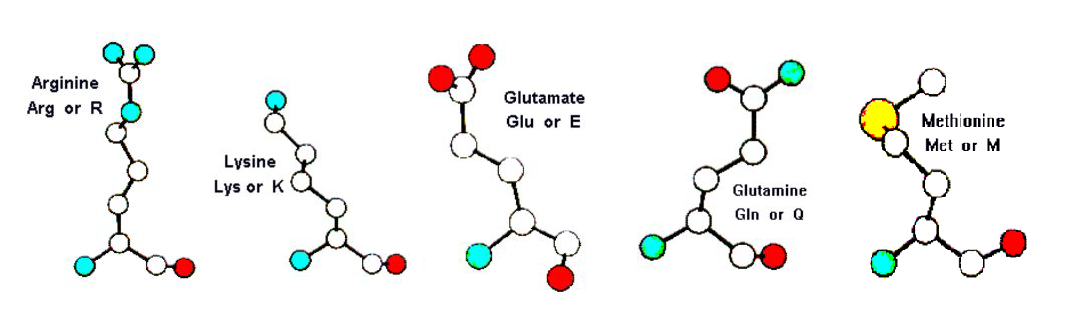 Arginine
Arg or R
Lysine
Lys or K
Glutamate
Glu or E
Glutamine
Gln or Q
Methionine
Met or M